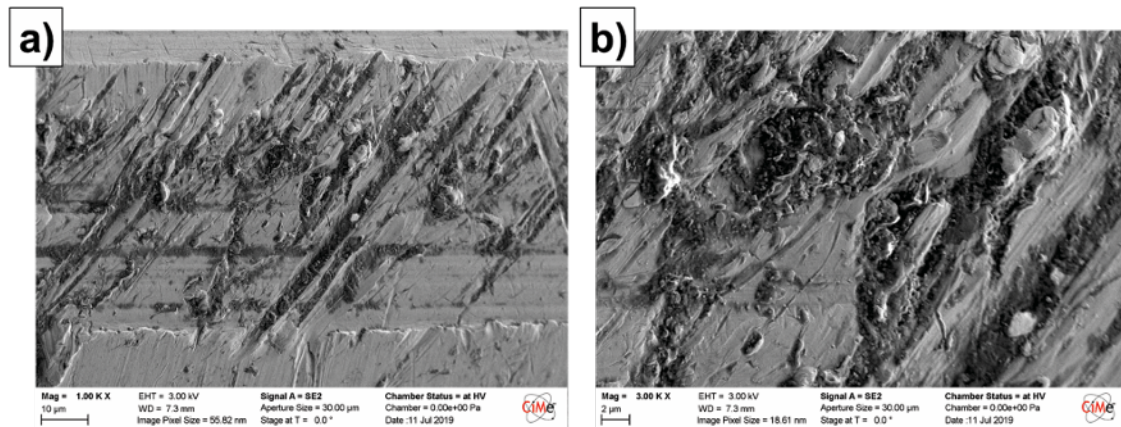 a)
b)
Mag = 1.00 K X EHT = 3.00 kV Signal A = SE2 Chamber Status = at HV
WD = 7.3 mm Aperture Size = 30.00 µm Chamber = 0.00e+00 Pa
10 µm Image Pixel Size = 55.82 nm Stage at T = 0.0 ° Date :11 Jul 2019
CIMe
Mag = 3.00 K X EHT = 3.00 kV Signal A = SE2 Chamber Status = at HV
WD = 7.3 mm Aperture Size = 30.00 µm Chamber = 0.00e+00 Pa
2 µm Image Pixel Size = 18.61 nm Stage at T = 0.0 ° Date :11 Jul 2019
CIMe